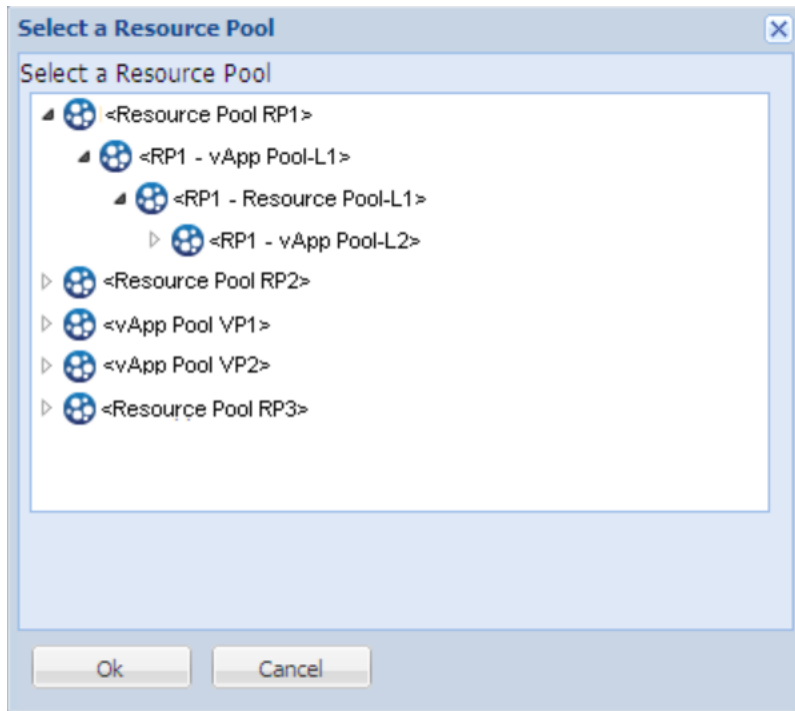 Select a Resource Pool
Select a Resource Pool
<Resource Pool RP1>
<RP1 - vApp Pool-L1>
<RP1 - Resource Pool-L1>
<RP1 - vApp Pool-L2>
<Resource Pool RP2>
<vApp Pool VP1>
<vApp Pool VP2>
<Resource Pool RP3>
Ok Cancel